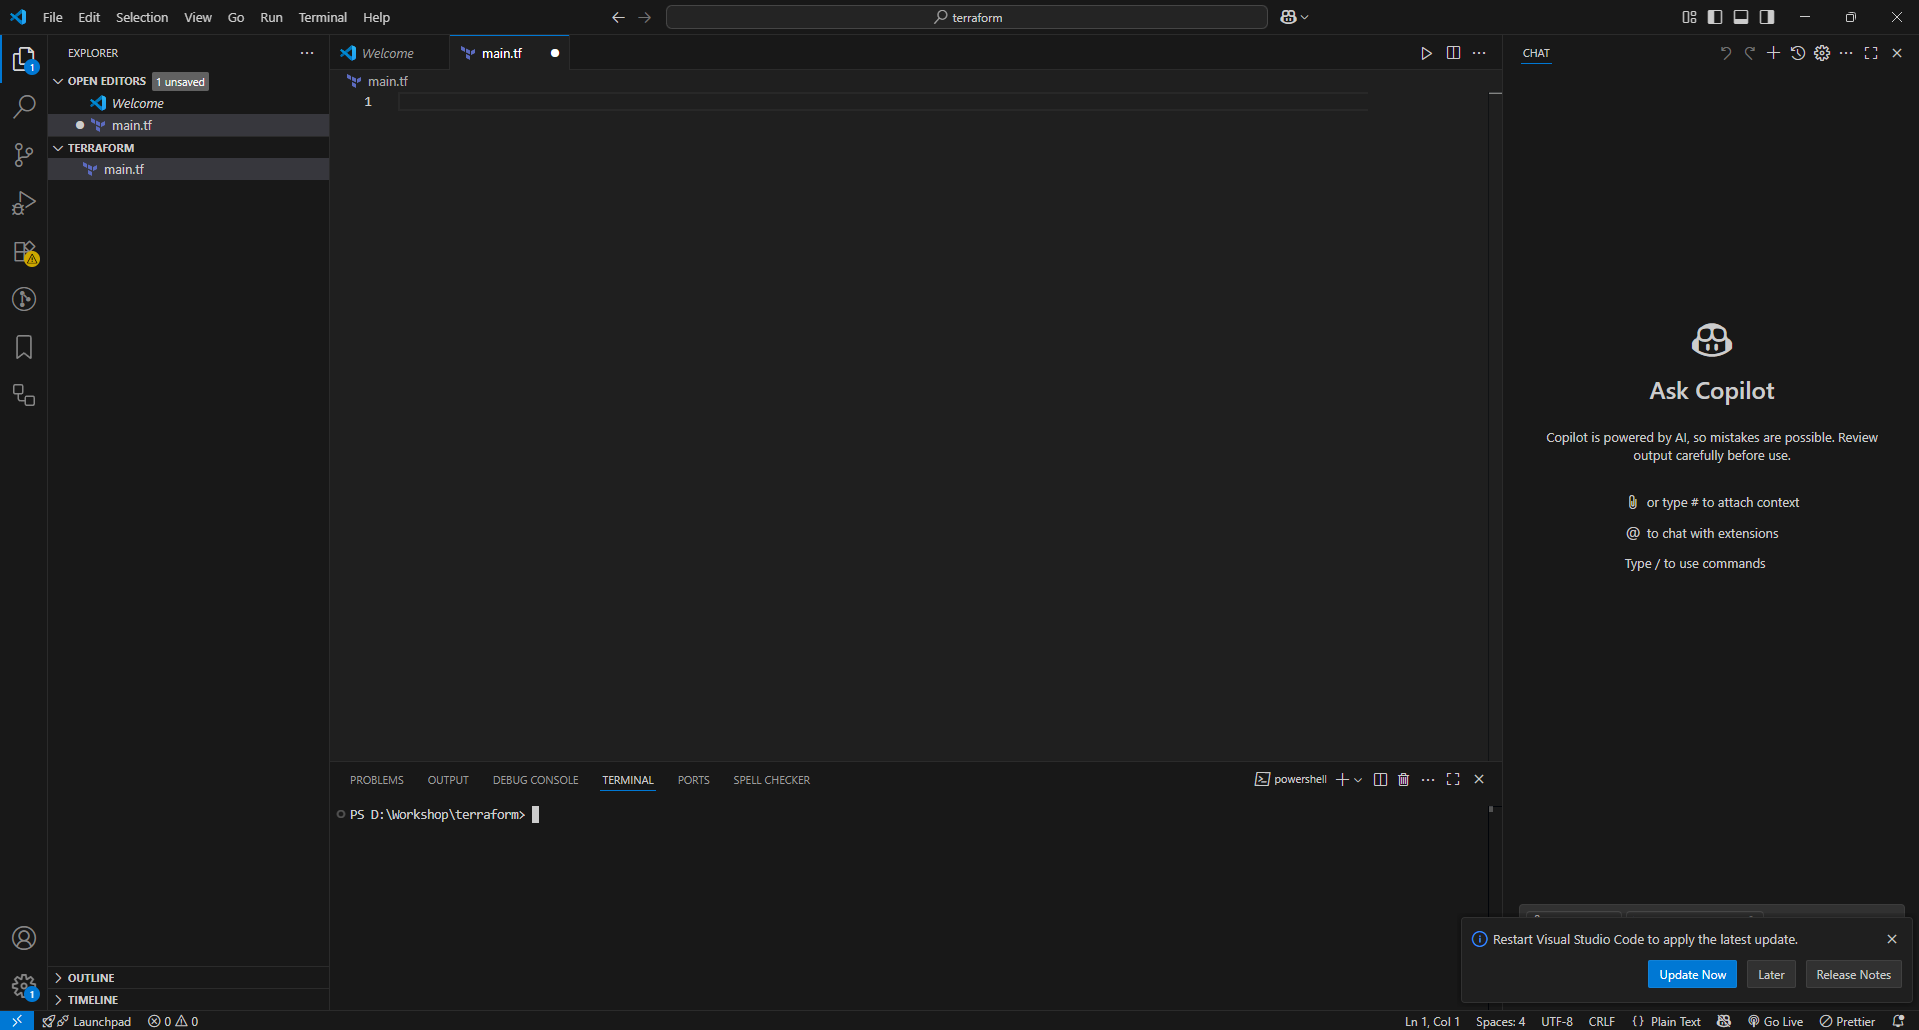 File Edit Selection View Go Run Terminal Help
terraform
EXPLORER
OPEN EDITORS 1 unsaved
Welcome
main.tf
TERRAFORM
main.tf
OUTLINE
TIMELINE
Welcome
main.tf
main.tf
1
PROBLEMS OUTPUT DEBUG CONSOLE TERMINAL PORTS SPELL CHECKER
powershell
PS D:\Workshop\terraform>
CHAT
Ask Copilot
Copilot is powered by AI, so mistakes are possible. Review
output carefully before use.
or type # to attach context
@ to chat with extensions
Type / to use commands
Restart Visual Studio Code to apply the latest update.
Update Now Later Release Notes
1
1
Launchpad 0 0 Ln 1, Col 1 Spaces: 4 UTF-8 CRLF {} Plain Text Go Live Prettier